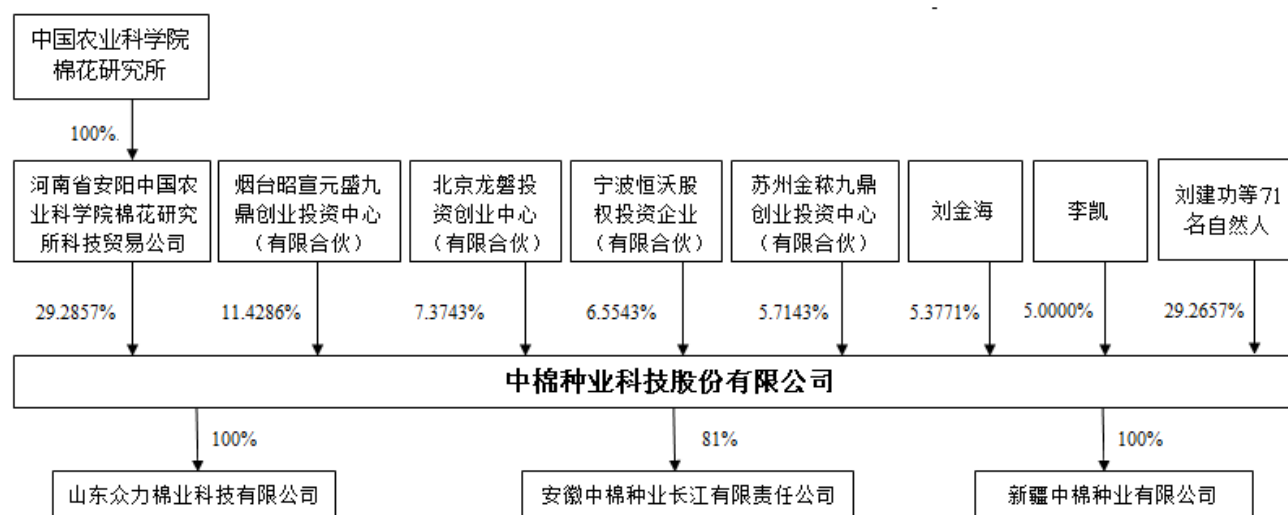 中国农业科学院
棉花研究所
100%.
河南省安阳中国农
业科学院棉花研究
所科技贸易公司
烟台昭宣元盛九
鼎创业投资中心
（有限合伙）
北京龙磐投
资创业中心
（有限合伙）
宁波恒沃股
权投资企业
（有限合伙）
苏州金秾九鼎
创业投资中心
（有限合伙）
刘金海
李凯
刘建功等71
名自然人
29.2857%
11.4286%
7.3743%
6.5543%
5.7143%
5.3771%
5.0000%
29.2657%
中棉种业科技股份有限公司
100%
81%
100%
山东众力棉业科技有限公司
安徽中棉种业长江有限责任公司
新疆中棉种业有限公司